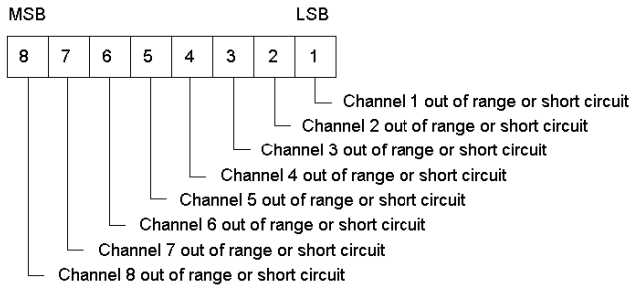 MSB LSB
8 7 6 5 4 3 2 1
Channel 1 out of range or short circuit
Channel 2 out of range or short circuit
Channel 3 out of range or short circuit
Channel 4 out of range or short circuit
Channel 5 out of range or short circuit
Channel 6 out of range or short circuit
Channel 7 out of range or short circuit
Channel 8 out of range or short circuit